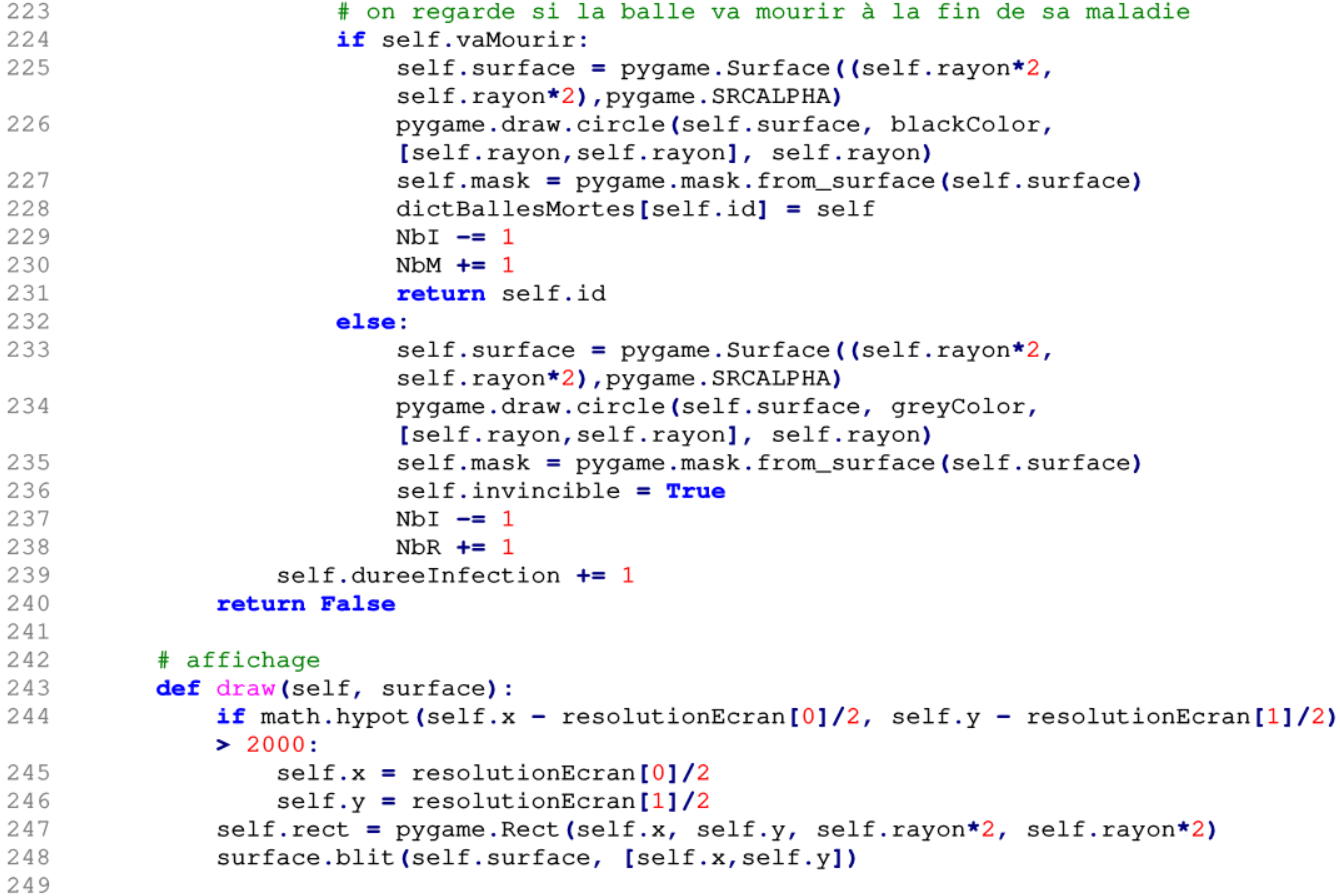 223 # on regarde si la balle va mourir à la fin de sa maladie
224 if self.vaMourir:
225 self.surface = pygame.Surface((self.rayon*2,
self.rayon*2),pygame.SRCALPHA)
226 pygame.draw.circle(self.surface, blackColor,
[self.rayon,self.rayon], self.rayon)
227 self.mask = pygame.mask.from_surface(self.surface)
228 dictBallesMortes[self.id] = self
229 NbI -= 1
230 NbM += 1
231 return self.id
232 else:
233 self.surface = pygame.Surface((self.rayon*2,
self.rayon*2),pygame.SRCALPHA)
234 pygame.draw.circle(self.surface, greyColor,
[self.rayon,self.rayon], self.rayon)
235 self.mask = pygame.mask.from_surface(self.surface)
236 self.invincible = True
237 NbI -= 1
238 NbR += 1
239 self.dureeInfection += 1
240 return False
241
242 # affichage
243 def draw(self, surface):
244 if math.hypot(self.x - resolutionEcran[0]/2, self.y - resolutionEcran[1]/2)
> 2000:
245 self.x = resolutionEcran[0]/2
246 self.y = resolutionEcran[1]/2
247 self.rect = pygame.Rect(self.x, self.y, self.rayon*2, self.rayon*2)
248 surface.blit(self.surface, [self.x,self.y])
249